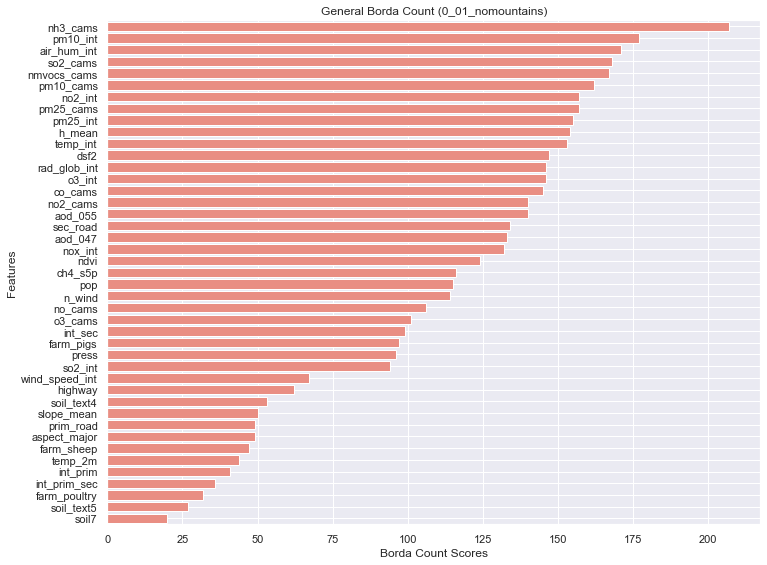 General Borda Count (0_01_nomountains)
nh3_cams
pm10_int
air_hum_int
so2_cams
nmvocs_cams
pm10_cams
no2_int
pm25_cams
pm25_int
h_mean
temp_int
dsf2
rad_glob_int
o3_int
co_cams
no2_cams
aod_055
sec_road
aod_047
nox_int
ndvi
ch4_s5p
pop
n_wind
no_cams
o3_cams
int_sec
farm_pigs
press
so2_int
wind_speed_int
highway
soil_text4
slope_mean
prim_road
aspect_major
farm_sheep
temp_2m
int_prim
int_prim_sec
farm_poultry
soil_text5
soil7
Features
0 25 50 75 100 125 150 175 200
Borda Count Scores